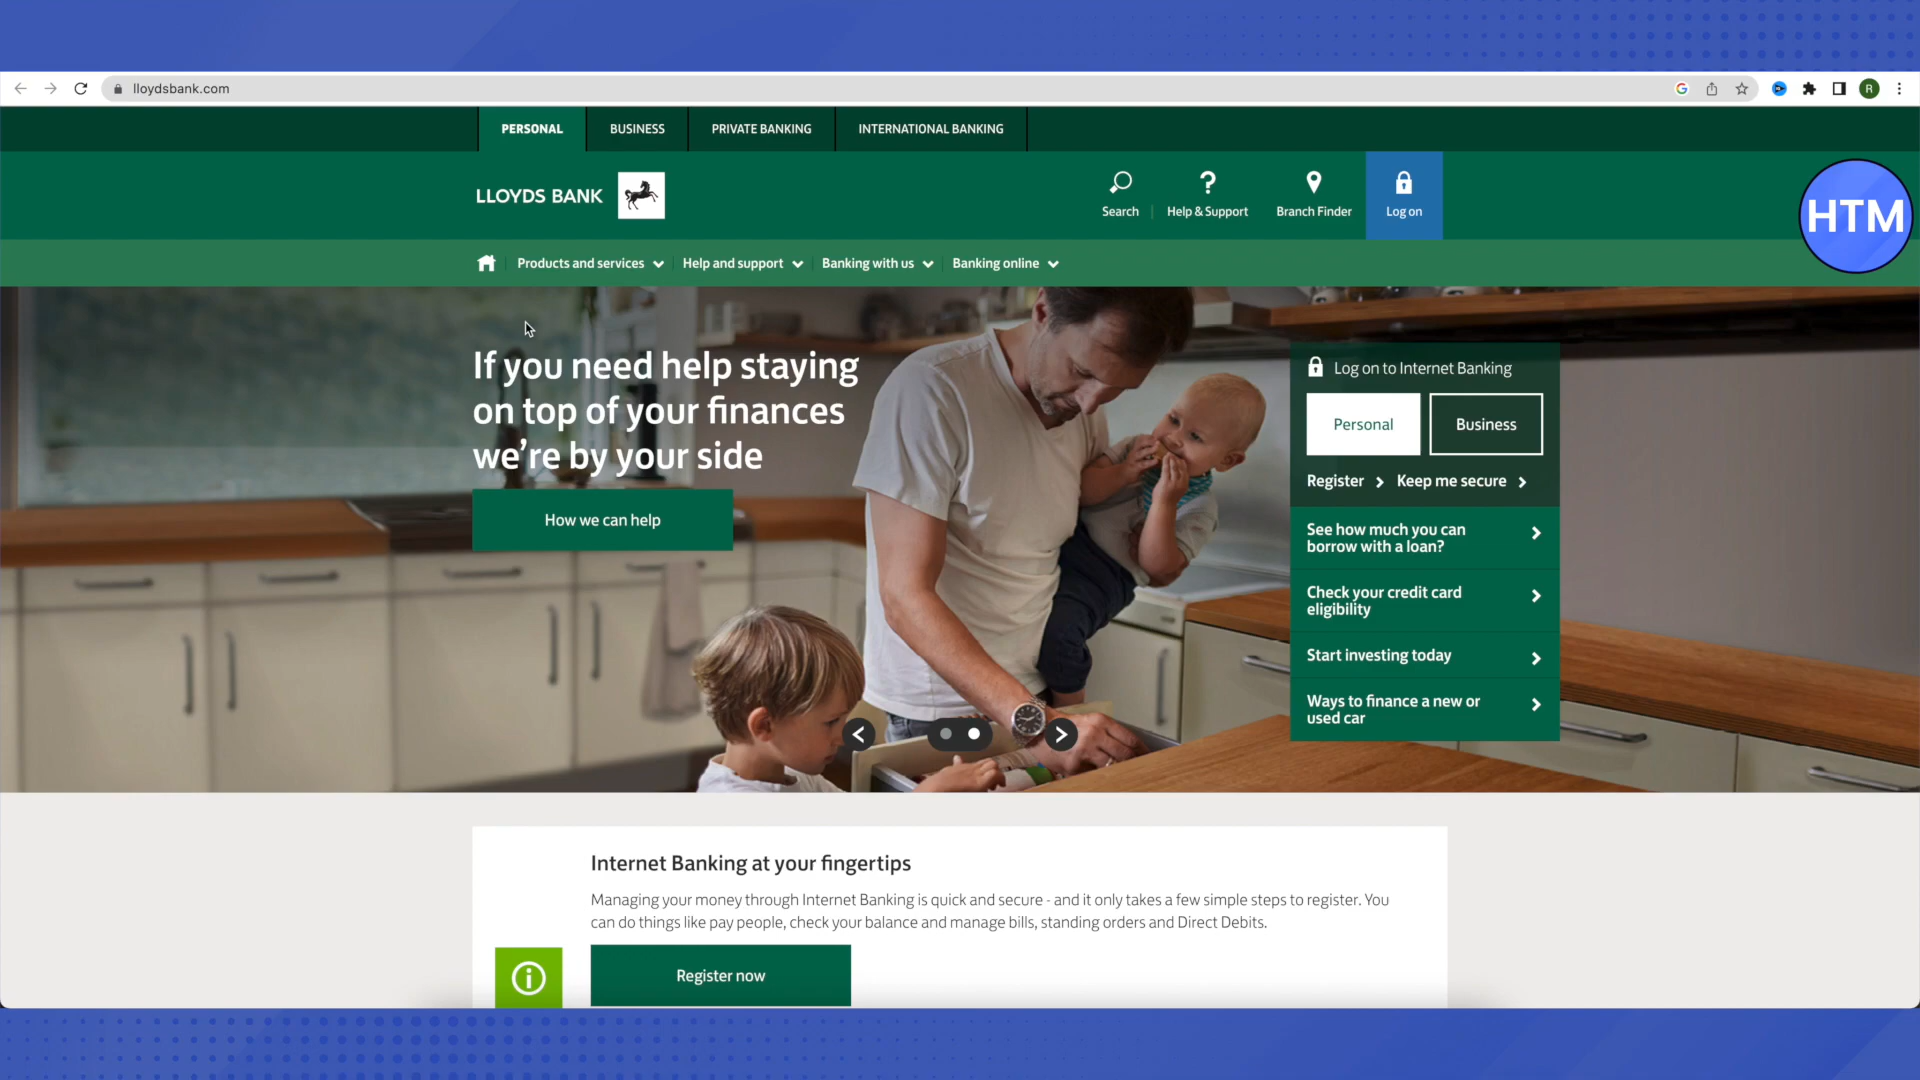 lloydsbank.com
R
PERSONAL
BUSINESS
PRIVATE BANKING
INTERNATIONAL BANKING
LLOYDS BANK
Search
Help & Support
Branch Finder
Log on
HTM
Products and services
Help and support
Banking with us
Banking online
If you need help staying
on top of your finances
we're by your side
How we can help
Log on to Internet Banking
Personal
Business
Register
Keep me secure
See how much you can
borrow with a loan?
Check your credit card
eligibility
Start investing today
Ways to finance a new or
used car
Internet Banking at your fingertips
Managing your money through Internet Banking is quick and secure - and it only takes a few simple steps to register. You
can do things like pay people, check your balance and manage bills, standing orders and Direct Debits.
Register now